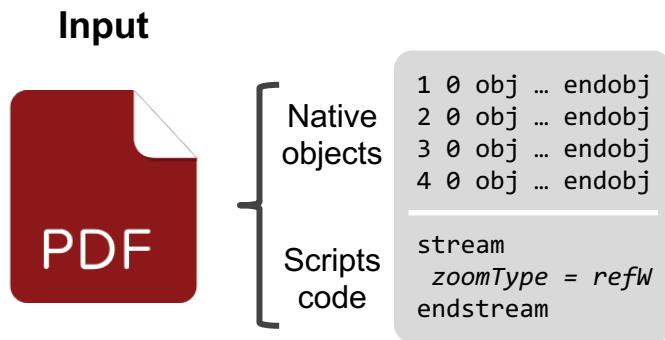 Input
PDF
Native
objects
1 0 obj … endobj
2 0 obj … endobj
3 0 obj … endobj
4 0 obj … endobj
Scripts
code
stream
zoomType = refW
endstream